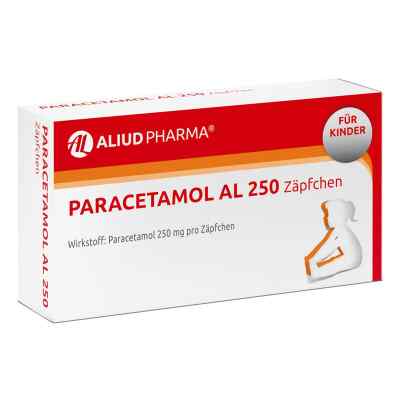 ALIUD PHARMA®
FÜR
KINDER
PARACETAMOL AL 250 Zäpfchen
Wirkstoff: Paracetamol 250 mg pro Zäpfchen
PARACETAMOL AL 250
Zäpfchen